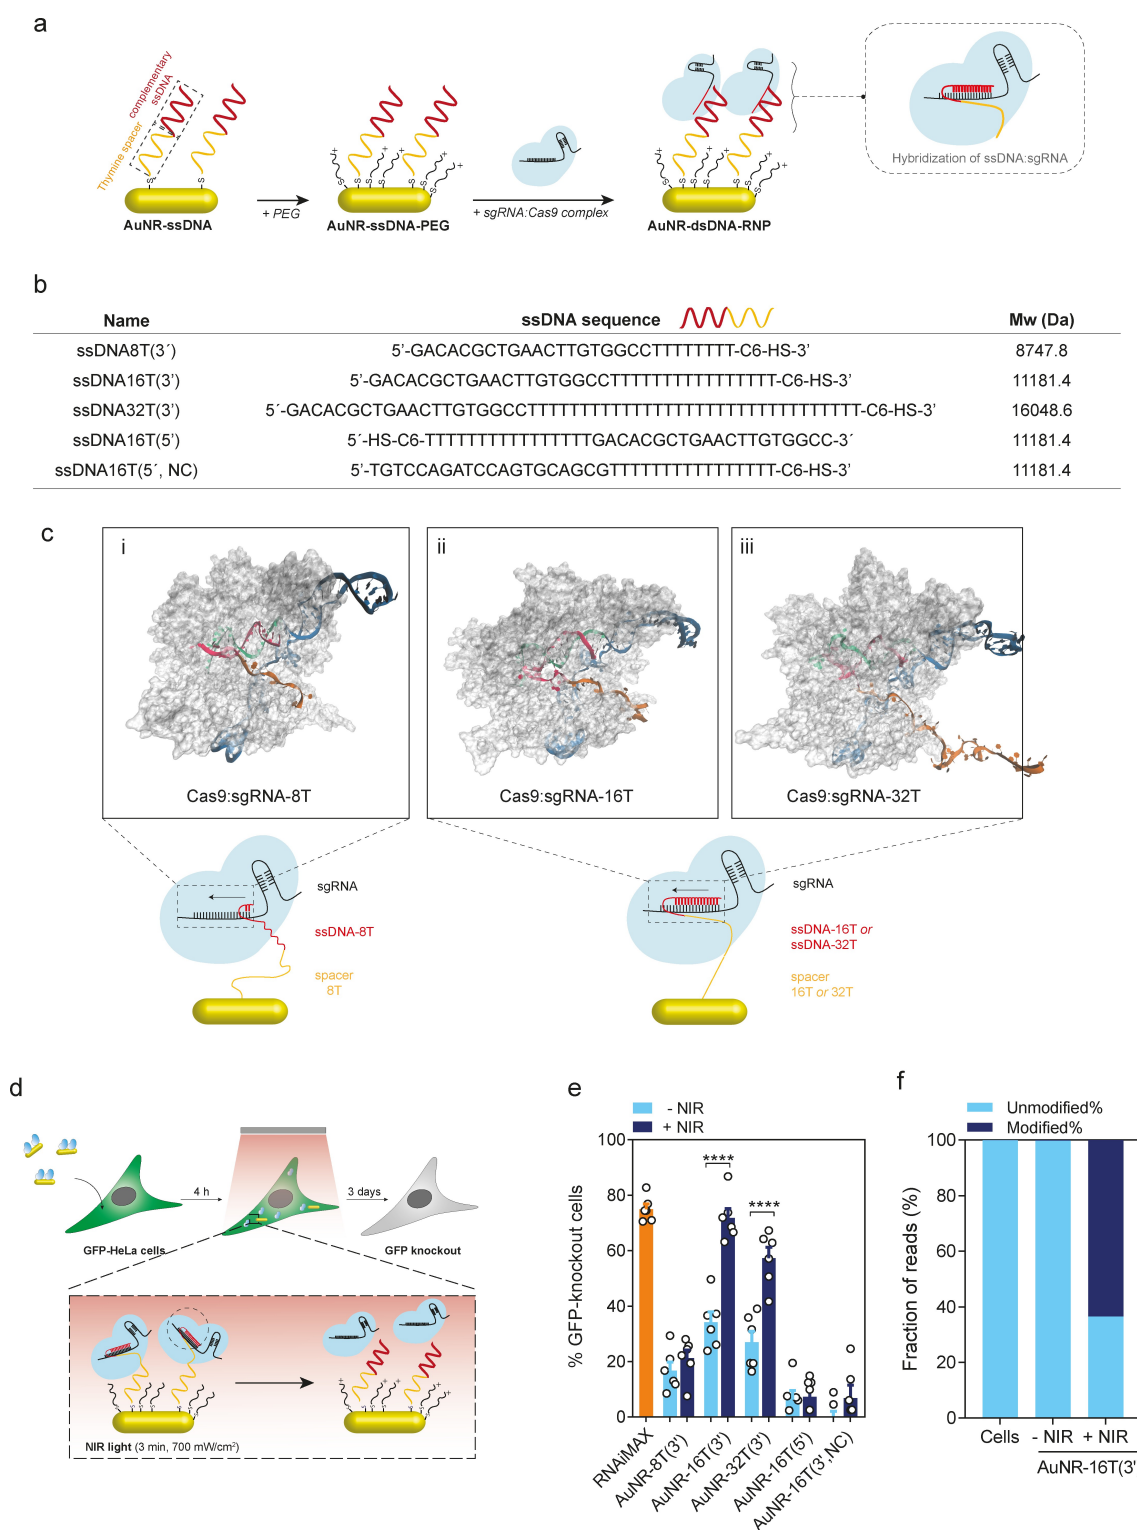 a
complementary
ssDNA
Thymine spacer
S
S
AuNR-ssDNA
+ PEG
AuNR-ssDNA-PEG
+ sgRNA:Cas9 complex
AuNR-dsDNA-RNP
Hybridization of ssDNA:sgRNA
b
Name ssDNA sequence Mw (Da)
ssDNA8T(3´) 5'-GACACGCTGAACTTGTGGCCTTTTTTTT-C6-HS-3' 8747.8
ssDNA16T(3') 5'-GACACGCTGAACTTGTGGCCTTTTTTTTTTTTTTTT-C6-HS-3' 11181.4
ssDNA32T(3') 5´-GACACGCTGAACTTGTGGCCTTTTTTTTTTTTTTTTTTTTTTTTTTTTTTTT-C6-HS-3' 16048.6
ssDNA16T(5') 5´-HS-C6-TTTTTTTTTTTTTTTTGACACGCTGAACTTGTGGCC-3´ 11181.4
ssDNA16T(5´, NC) 5'-TGTCCAGATCCAGTGCAGCGTTTTTTTTTTTTTTTT-C6-HS-3' 11181.4
c
i
ii
iii
Cas9:sgRNA-8T
Cas9:sgRNA-16T
Cas9:sgRNA-32T
sgRNA
ssDNA-8T
spacer
8T
sgRNA
ssDNA-16T or
ssDNA-32T
spacer
16T or 32T
d
4 h
3 days
GFP-HeLa cells
GFP knockout
NIR light (3 min, 700 mW/cm²)
e
- NIR
+ NIR
% GFP-knockout cells
100
80
60
40
20
0
****
****
RNAiMAX
AuNR-8T(3')
AuNR-16T(3')
AuNR-32T(3')
AuNR-16T(5')
AuNR-16T(3',NC)
f
Unmodified%
Modified%
Fraction of reads (%)
100
80
60
40
20
0
Cells - NIR + NIR
AuNR-16T(3'